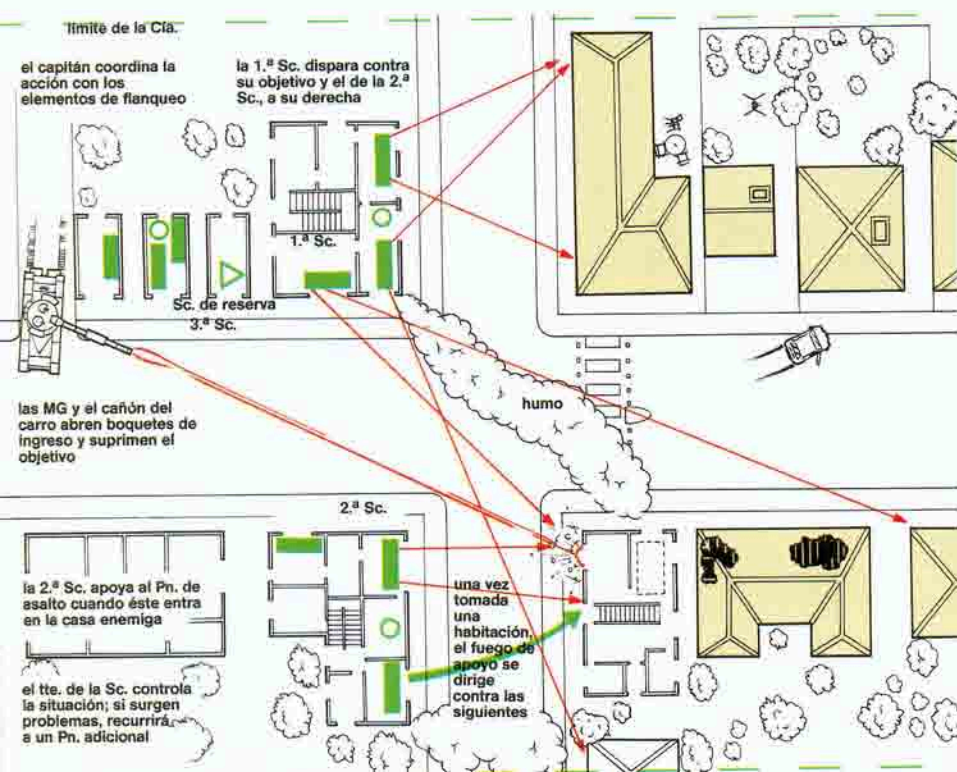 límite de la Cía.
el capitán coordina la
acción con los
elementos de flanqueo
la 1.ª Sc. dispara contra
su objetivo y el de la 2.ª
Sc., a su derecha
1.ª Sc.
Sc. de reserva
3.ª Sc.
las MG y el cañón del
carro abren boquetes de
ingreso y suprimen el
objetivo
humo
2.ª Sc.
la 2.ª Sc. apoya al Pn. de
asalto cuando éste entra
en la casa enemiga
una vez
tomada
una
habitación,
el fuego de
apoyo se
dirige
contra las
siguientes
el tte. de la Sc. controla
la situación; si surgen
problemas, recurrirá
a un Pn. adicional